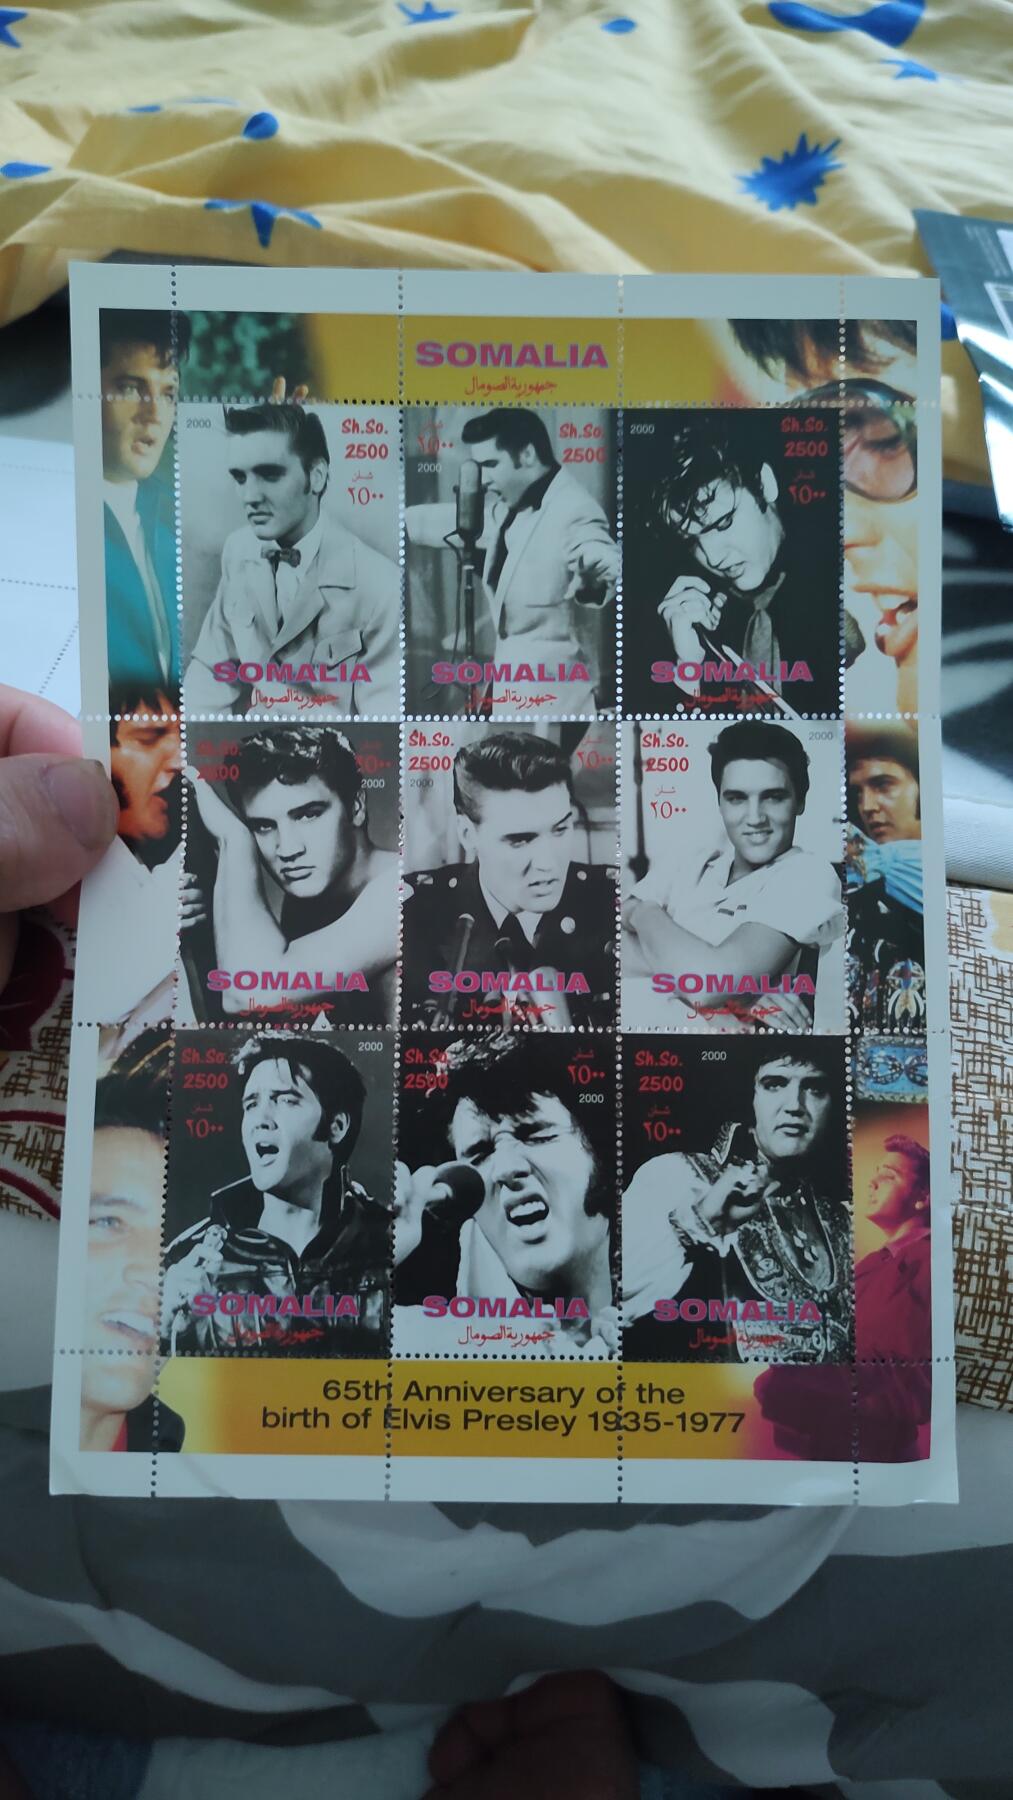 SOMALIA
جمهورية الصومال
2000
Sh.So.
2500
شلن
٢٥٠٠
SOMALIA
جمهورية الصومال
شلن
٢٥٠٠
2000
Sh.So.
2500
SOMALIA
جمهورية الصومال
2000
Sh.So.
2500
شلن
٢٥٠٠
SOMALIA
جمهورية الصومال
Sh.So.
2500
شلن
٢٥٠٠
2000
SOMALIA
جمهورية الصومال
Sh.So.
2500
2000
شلن
٢٥٠٠
SOMALIA
جمهورية الصومال
Sh.So.
2500
شلن
٢٥٠٠
2000
SOMALIA
جمهورية الصومال
Sh.So.
2500
شلن
٢٥٠٠
2000
SOMALIA
جمهورية الصومال
Sh.So.
2500
شلن
٢٥٠٠
2000
SOMALIA
جمهورية الصومال
Sh.So.
2500
شلن
٢٥٠٠
2000
SOMALIA
جمهورية الصومال
65th Anniversary of the
birth of Elvis Presley 1935-1977